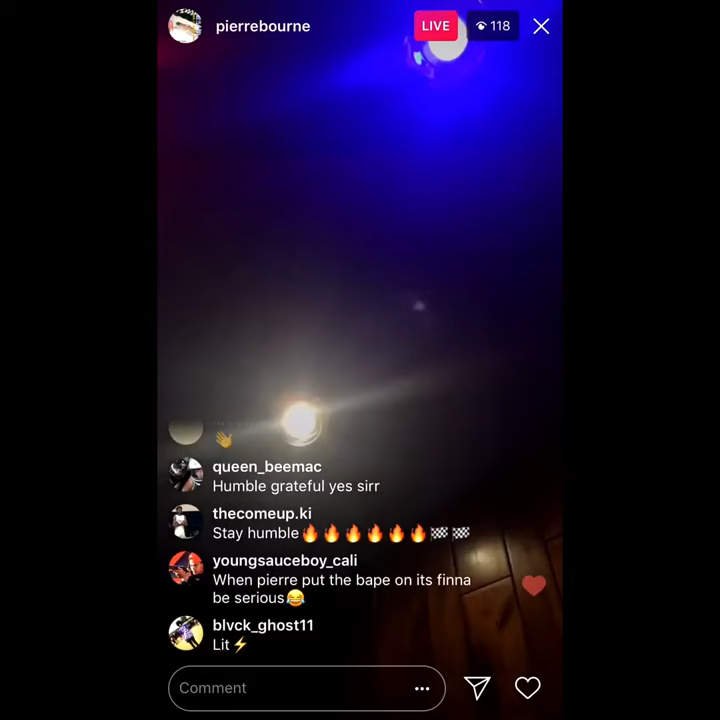 pierrebourne
LIVE
118
queen_beemac
Humble grateful yes sirr
thecomeup.ki
Stay humble🔥🔥🔥🔥🔥🔥🏁🏁
youngsauceboy_cali
When pierre put the bape on its finna
be serious😂
blvck_ghost11
Lit⚡
Comment